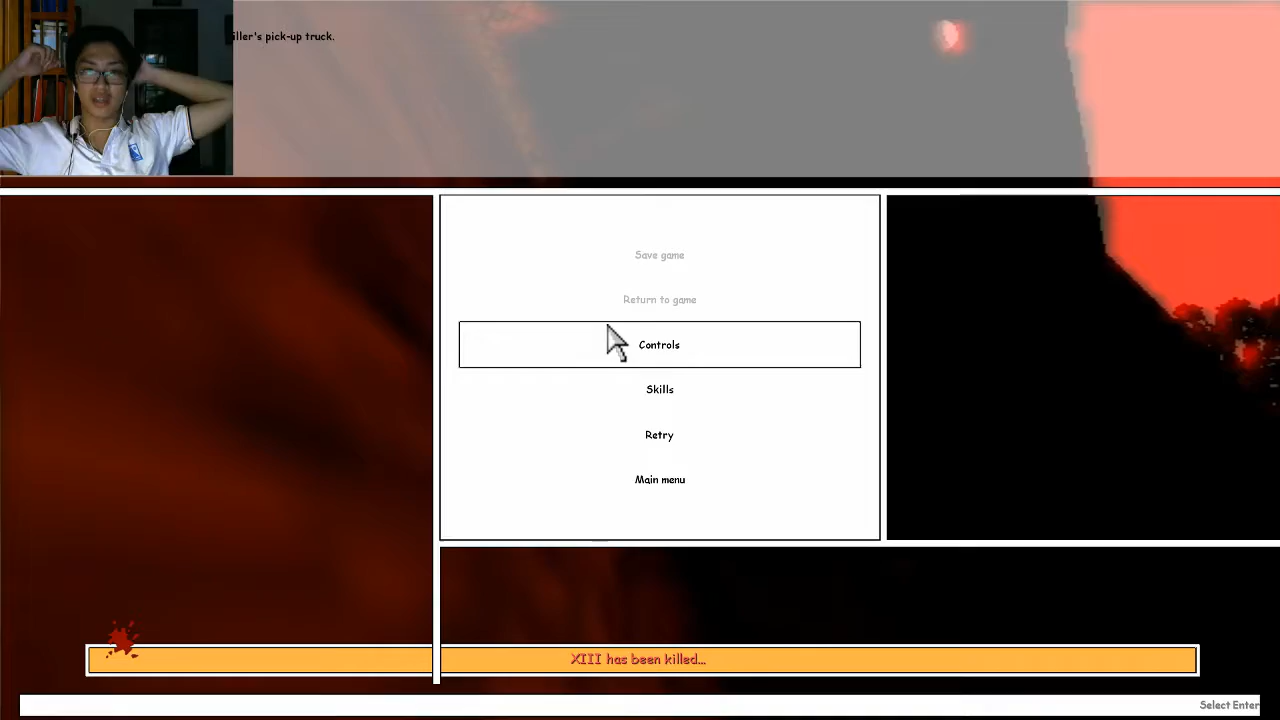 iller's pick-up truck.
Save game
Return to game
Controls
Skills
Retry
Main menu
XIII has been killed...
Select Enter